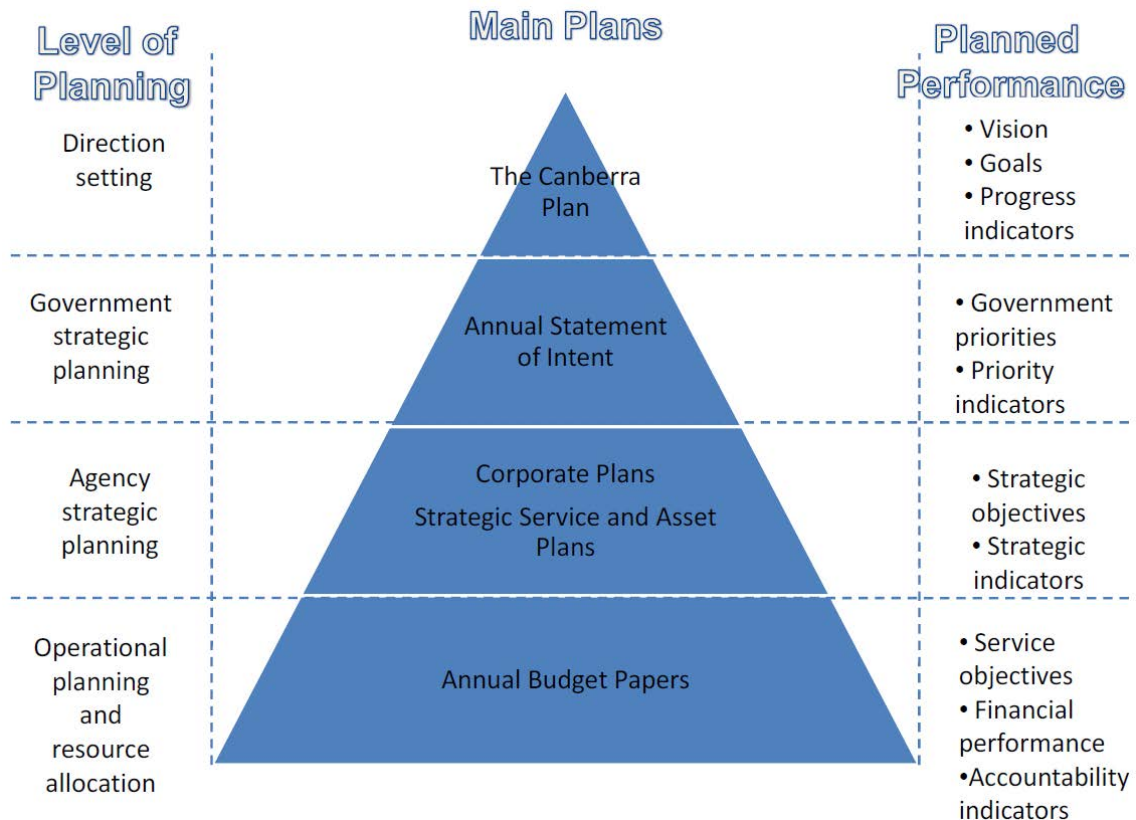 Level of
Planning
Main Plans
Planned
Performance
Direction
setting
The Canberra
Plan
• Vision
• Goals
• Progress
indicators
Government
strategic
planning
Annual Statement
of Intent
• Government
priorities
• Priority
indicators
Agency
strategic
planning
Corporate Plans
Strategic Service and Asset
Plans
• Strategic
objectives
• Strategic
indicators
Operational
planning
and
resource
allocation
Annual Budget Papers
• Service
objectives
• Financial
performance
•Accountability
indicators